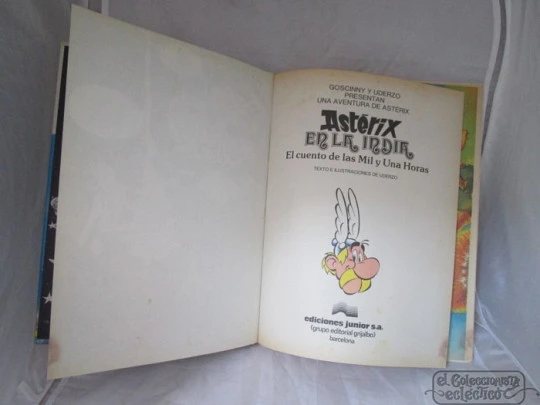 GOSCINNY Y UDERZO
PRESENTAN
UNA AVENTURA DE ASTÉRIX
Astérix
EN LA INDIA
El cuento de las Mil y Una Horas
TEXTO E ILUSTRACIONES DE UDERZO
ediciones junior s.a.
(grupo editorial grijalbo)
barcelona
el Coleccionista
ecléctico